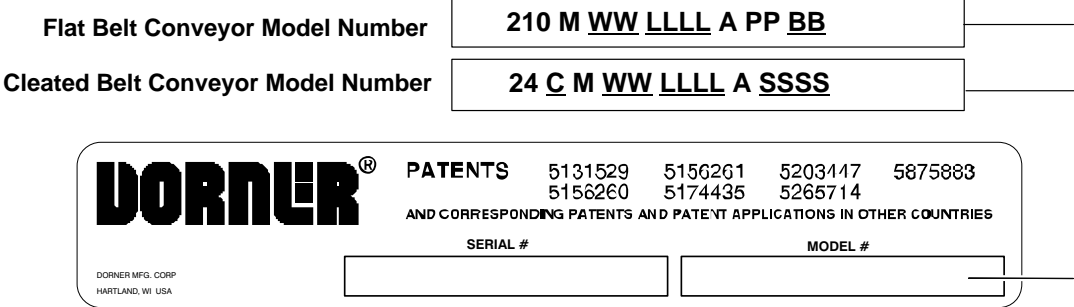 Flat Belt Conveyor Model Number 210 M WW LLLL A PP BB
Cleated Belt Conveyor Model Number 24 C M WW LLLL A SSSS
DORNER® PATENTS 5131529 5156261 5203447 5875883
5156260 5174435 5265714
AND CORRESPONDING PATENTS AND PATENT APPLICATIONS IN OTHER COUNTRIES
SERIAL # MODEL #
DORNER MFG. CORP
HARTLAND, WI USA